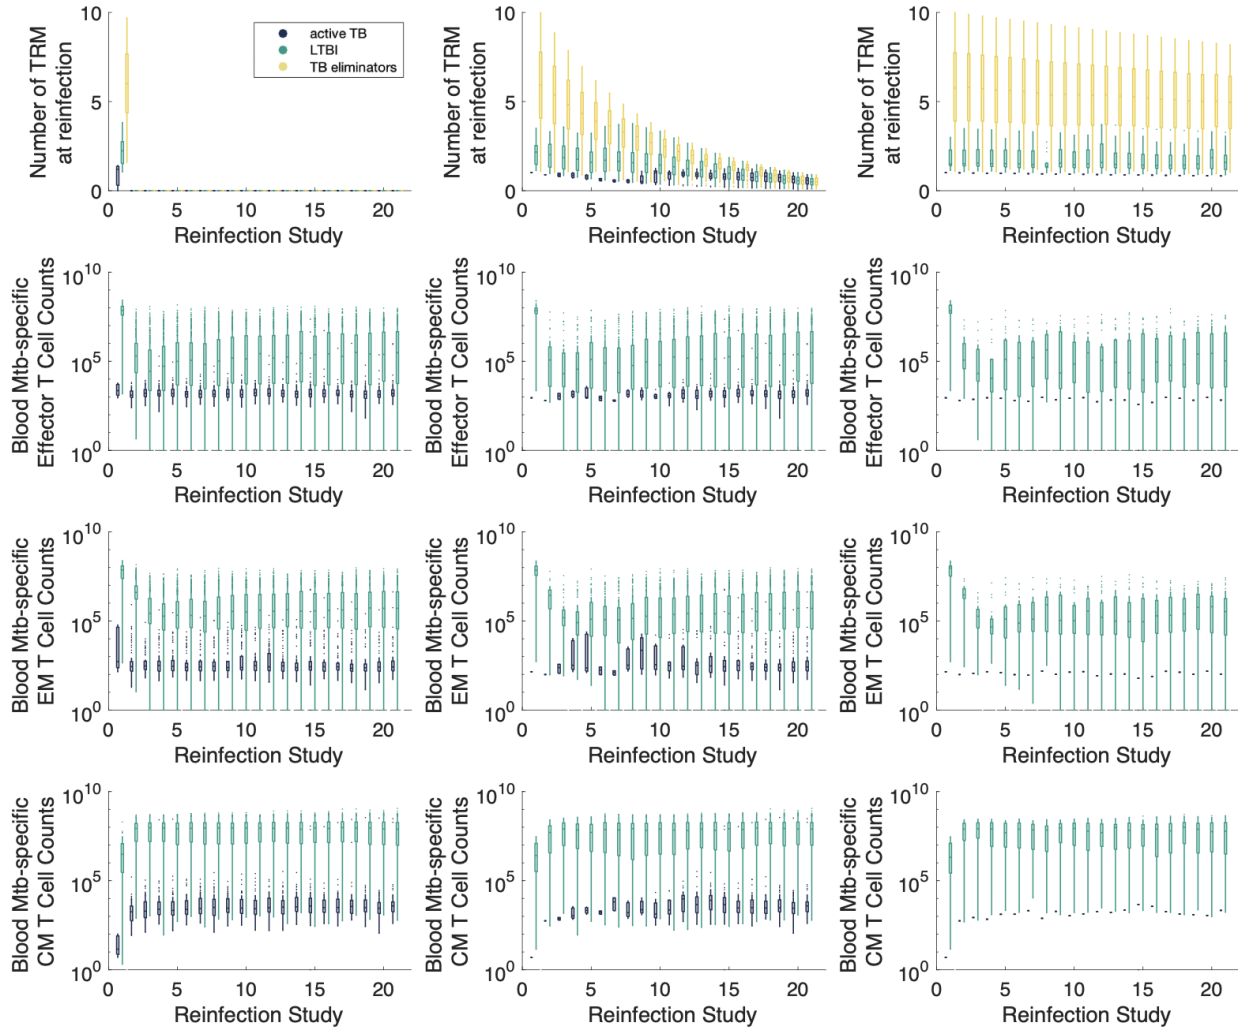 Number of TRM
at reinfection
10
5
0
active TB
LTBI
TB eliminators
0 5 10 15 20
Reinfection Study
Number of TRM
at reinfection
10
5
0
0 5 10 15 20
Reinfection Study
Number of TRM
at reinfection
10
5
0
0 5 10 15 20
Reinfection Study
Blood Mtb-specific
Effector T Cell Counts
10^10
10^5
10^0
0 5 10 15 20
Reinfection Study
Blood Mtb-specific
Effector T Cell Counts
10^10
10^5
10^0
0 5 10 15 20
Reinfection Study
Blood Mtb-specific
Effector T Cell Counts
10^10
10^5
10^0
0 5 10 15 20
Reinfection Study
Blood Mtb-specific
EM T Cell Counts
10^10
10^5
10^0
0 5 10 15 20
Reinfection Study
Blood Mtb-specific
EM T Cell Counts
10^10
10^5
10^0
0 5 10 15 20
Reinfection Study
Blood Mtb-specific
EM T Cell Counts
10^10
10^5
10^0
0 5 10 15 20
Reinfection Study
Blood Mtb-specific
CM T Cell Counts
10^10
10^5
10^0
0 5 10 15 20
Reinfection Study
Blood Mtb-specific
CM T Cell Counts
10^10
10^5
10^0
0 5 10 15 20
Reinfection Study
Blood Mtb-specific
CM T Cell Counts
10^10
10^5
10^0
0 5 10 15 20
Reinfection Study